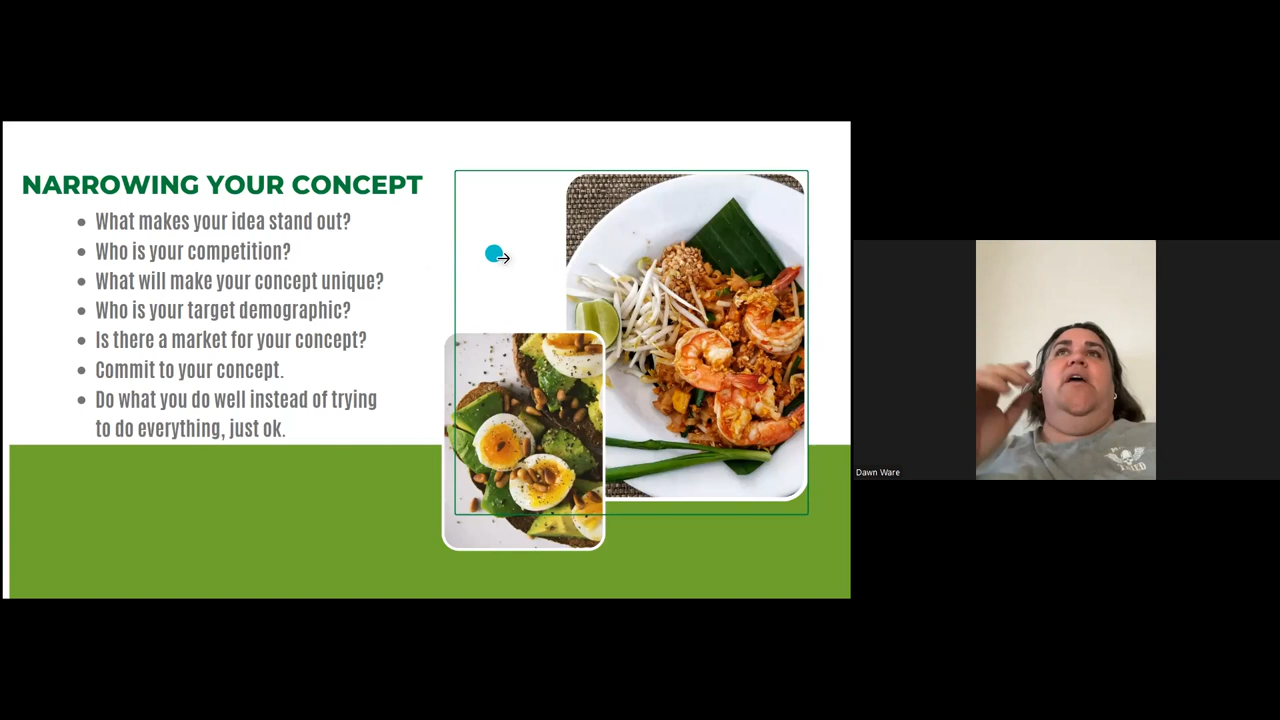 NARROWING YOUR CONCEPT
What makes your idea stand out?
Who is your competition?
What will make your concept unique?
Who is your target demographic?
Is there a market for your concept?
Commit to your concept.
Do what you do well instead of trying
to do everything, just ok.
Dawn Ware